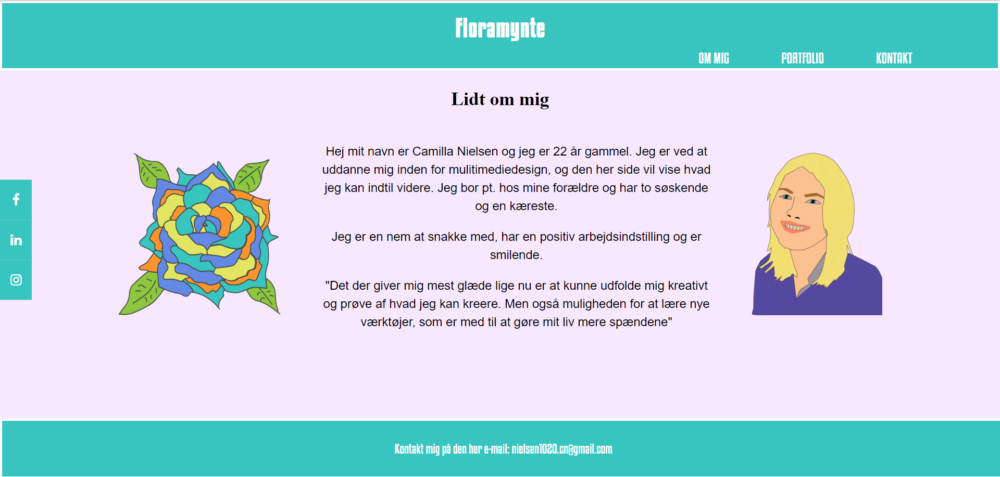 Floramynte
OM MIG PORTFOLIO KONTAKT
Lidt om mig
Hej mit navn er Camilla Nielsen og jeg er 22 år gammel. Jeg er ved at
uddanne mig inden for mulitimediedesign, og den her side vil vise hvad
jeg kan indtil videre. Jeg bor pt. hos mine forældre og har to søskende
og en kæreste.
Jeg er en nem at snakke med, har en positiv arbejdsindstilling og er
smilende.
"Det der giver mig mest glæde lige nu er at kunne udfolde mig kreativt
og prøve af hvad jeg kan kreere. Men også muligheden for at lære nye
værktøjer, som er med til at gøre mit liv mere spændene"
Kontakt mig på den her e-mail: nielsen1020.cn@gmail.com